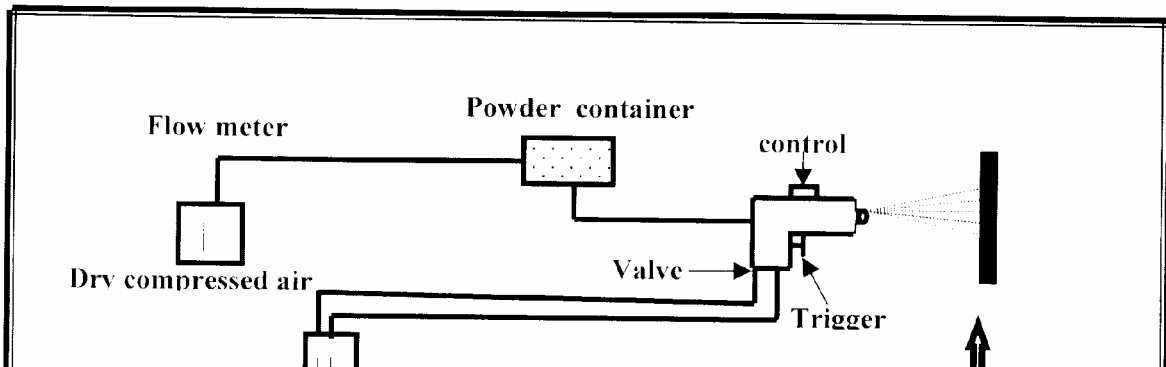 Powder container
Flow meter
control
Dry compressed air
Valve
Trigger